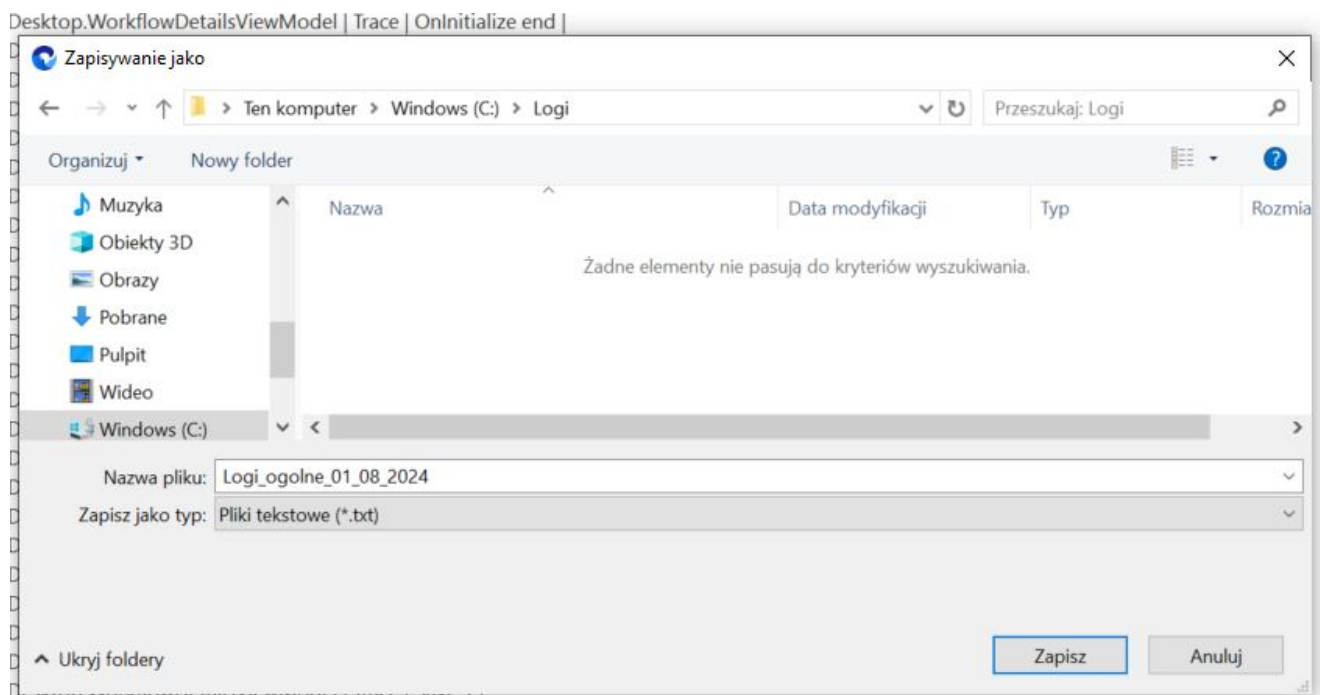 Desktop.WorkflowDetailsViewModel | Trace | OnInitialize end |
Zapisywanie jako
Ten komputer > Windows (C:) > Logi
Przeszukaj: Logi
Organizuj
Nowy folder
Nazwa
Data modyfikacji
Typ
Rozmia
Muzyka
Obiekty 3D
Obrazy
Pobrane
Pulpit
Wideo
Windows (C:)
Żadne elementy nie pasują do kryteriów wyszukiwania.
Nazwa pliku: Logi_ogolne_01_08_2024
Zapisz jako typ: Pliki tekstowe (*.txt)
Ukryj foldery
Zapisz
Anuluj